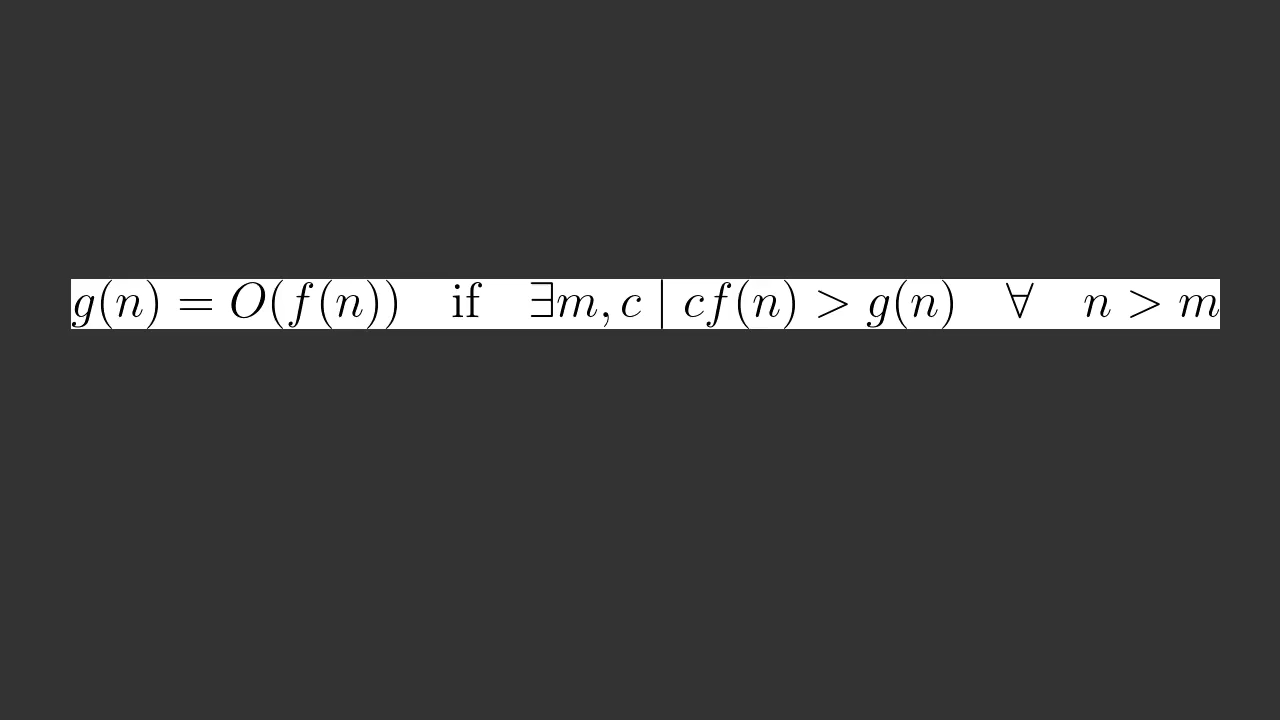 g(n) = O(f(n)) if ∃m, c | cf(n) > g(n) ∀ n > m